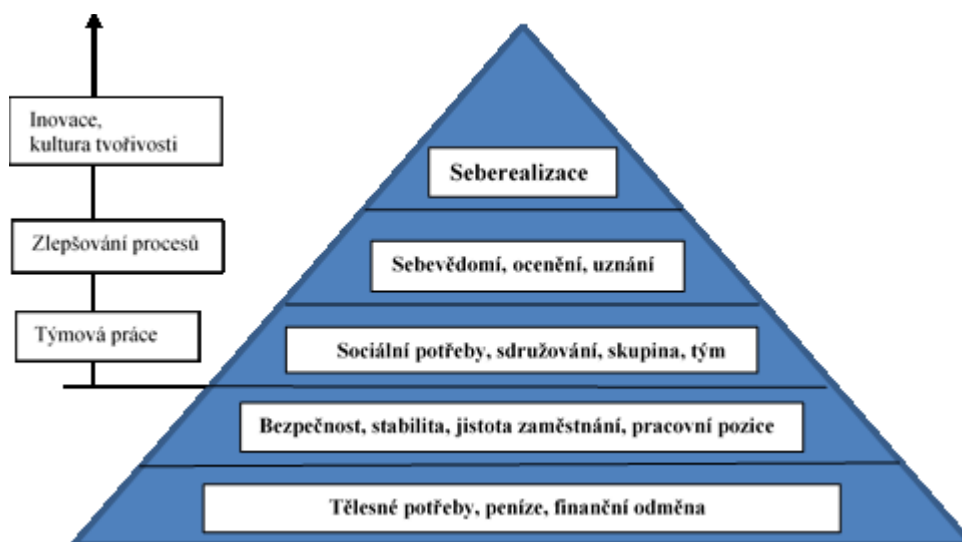 Inovace,
kultura tvořivosti
Zlepšování procesů
Týmová práce
Seberealizace
Sebevědomí, ocenění, uznání
Sociální potřeby, sdružování, skupina, tým
Bezpečnost, stabilita, jistota zaměstnání, pracovní pozice
Tělesné potřeby, peníze, finanční odměna